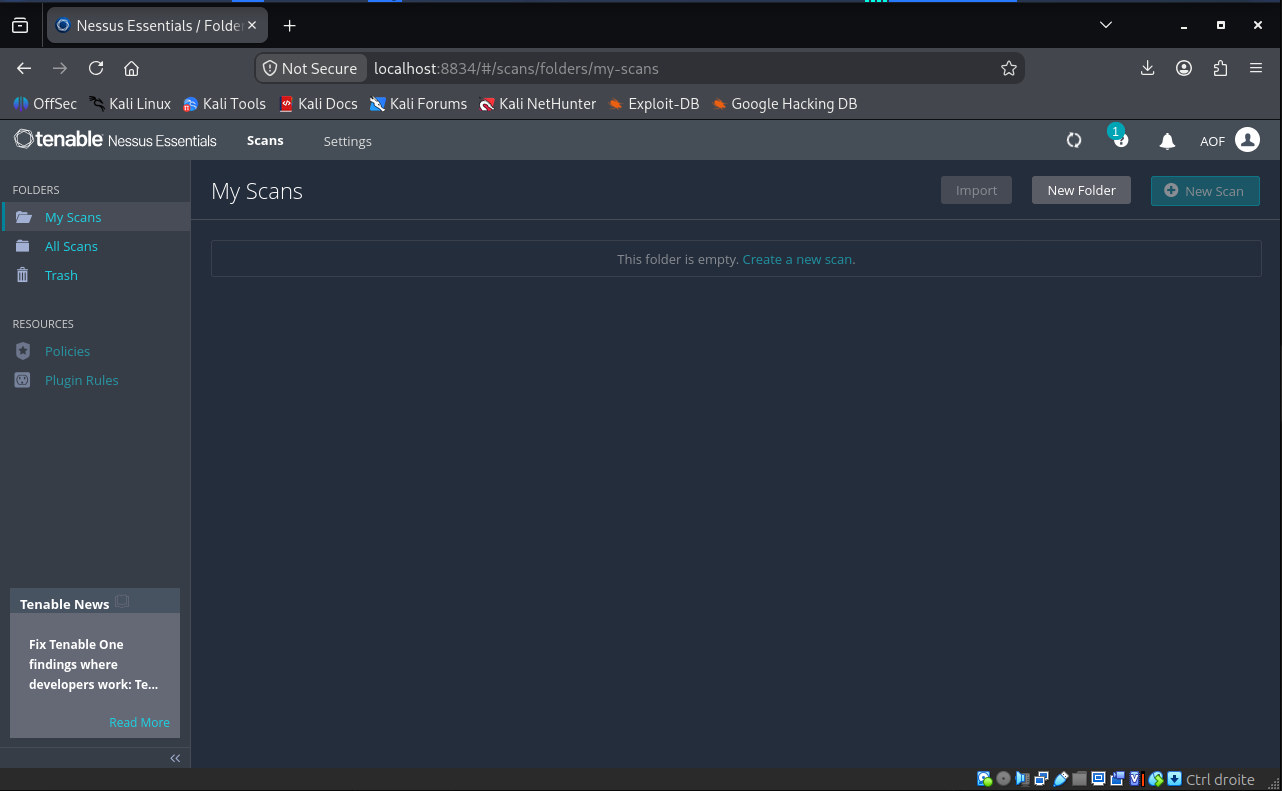 Nessus Essentials / Folde
Not Secure localhost:8834/#/scans/folders/my-scans
OffSec Kali Linux Kali Tools Kali Docs Kali Forums Kali NetHunter Exploit-DB Google Hacking DB
tenable Nessus Essentials Scans Settings 1 AOF
FOLDERS
My Scans
All Scans
Trash
RESOURCES
Policies
Plugin Rules
Tenable News
Fix Tenable One
findings where
developers work: Te...
Read More
My Scans Import New Folder New Scan
This folder is empty. Create a new scan.
Ctrl droite